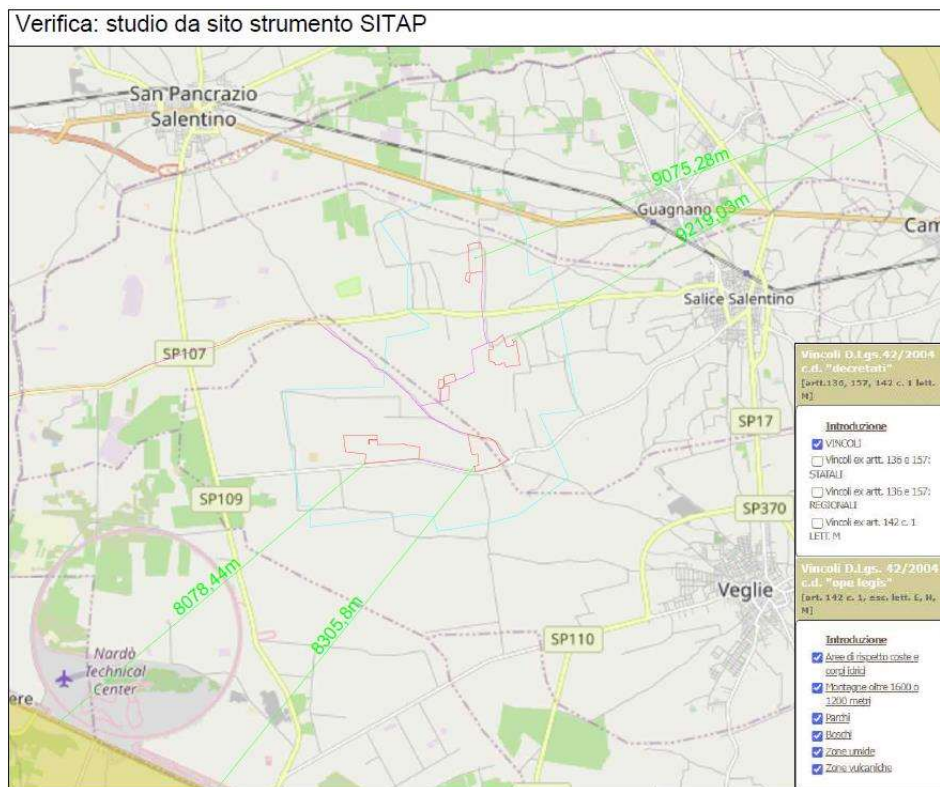 Verifica: studio da sito strumento SITAP
San Pancrazio
Salentino
9075,28m
Guagnano
9219,03m
Cam
Salice Salentino
SP107
Vincoli D.Lgs.42/2004
c.d. "decretati"
[artt.136, 157, 142 c. 1 lett.
M]
Introduzione
VINCOLI
Vincoli ex artt. 136 e 157:
STATALI
Vincoli ex artt. 136 e 157:
REGIONALI
Vincoli ex art. 142 c. 1
LETT. M
SP17
SP109
SP370
8078,44m
8305,8m
Veglie
Vincoli D.Lgs. 42/2004
c.d. "ope legis"
[art. 142 c. 1, esc. lett. E, H,
M]
SP110
Nardò
Technical
Center
ere
Introduzione
Aree di rispetto coste e
corpi idrici
Montagne oltre 1600 o
1200 metri
Parchi
Boschi
Zone umide
Zone vulcaniche